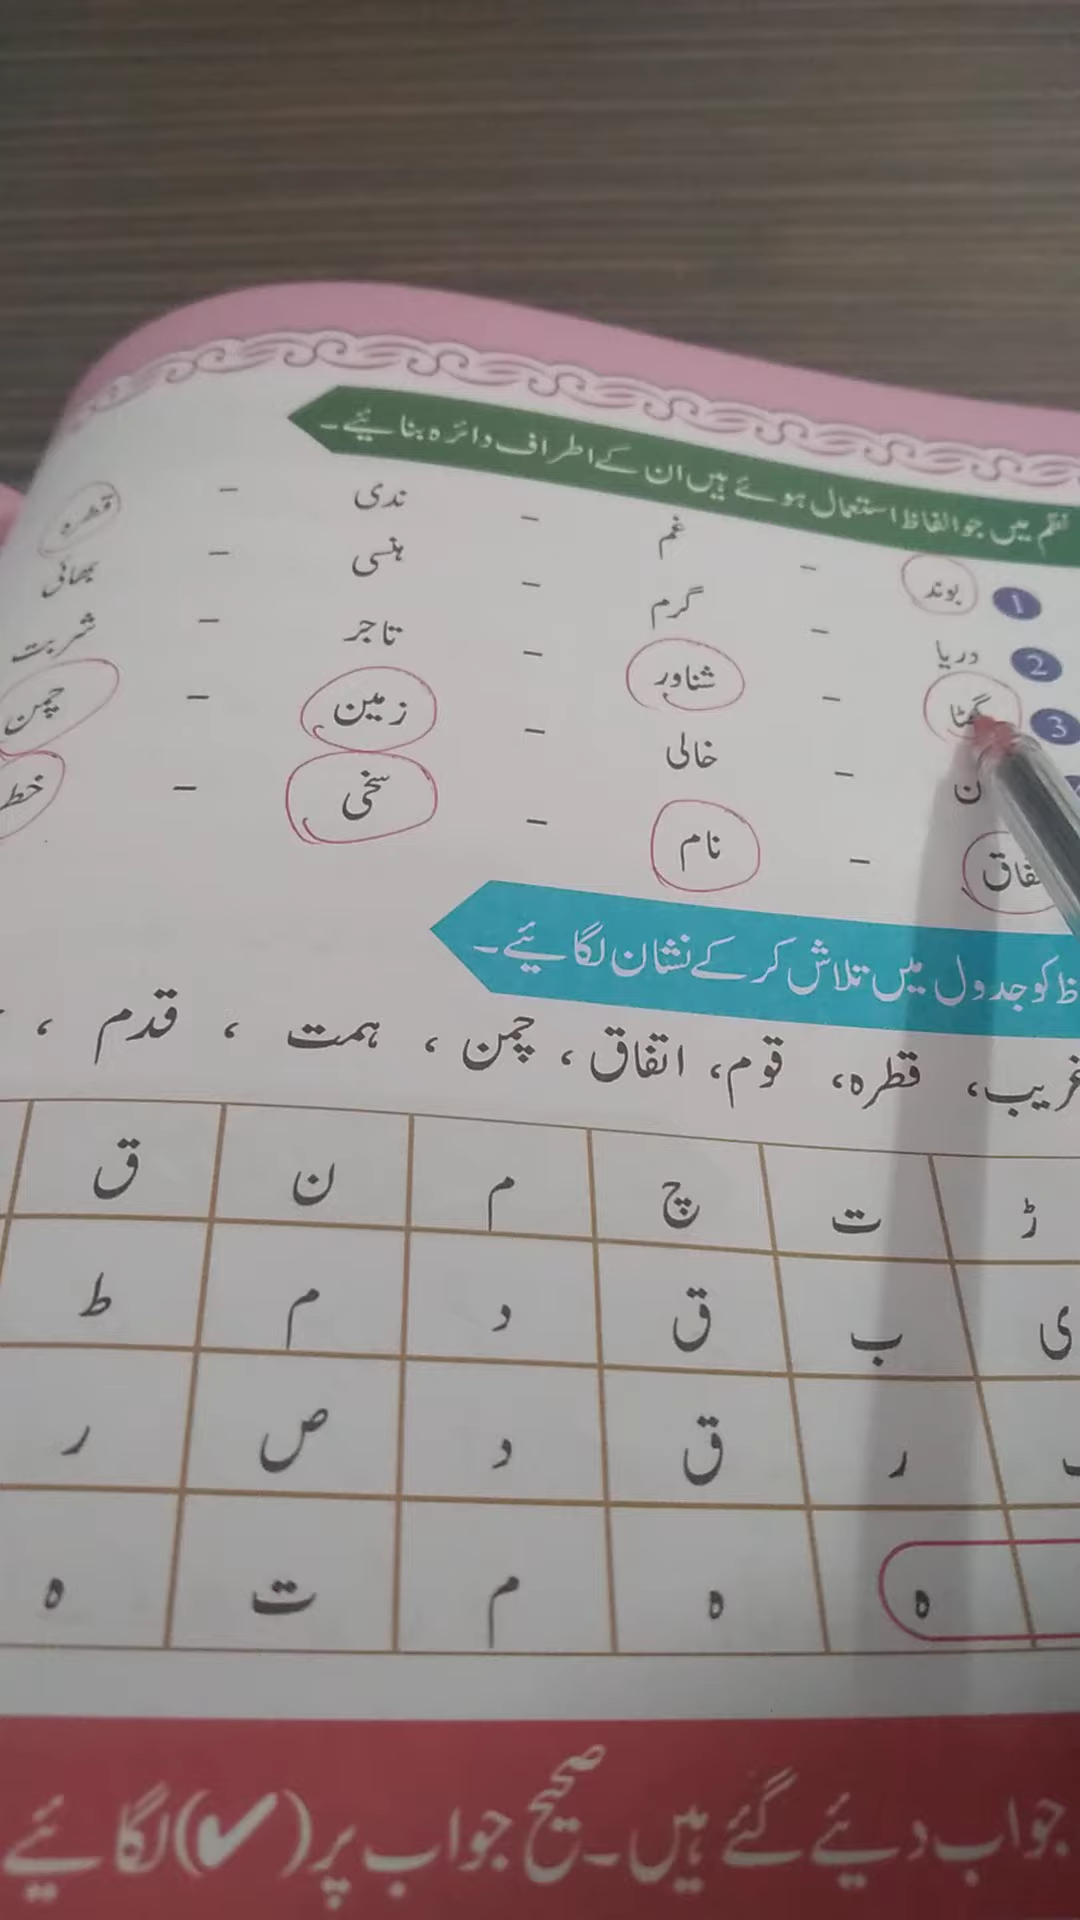 نظم میں جو الفاظ استعمال ہوئے ہیں ان کے اطراف دائرہ بنائیے۔
1 بوند - غم - ندی - قطرہ
2 دریا - گرم - ہنسی - بھائی
3 گھٹا - شناور - تاجر - شربت
ن - خالی - زمین - چمن
فاق - نام - سخی - خط
ظ کو جدول میں تلاش کر کے نشان لگائیے۔
غریب، قطرہ، قوم، اتفاق، چمن، ہمت، قدم،
ڑ ت چ م ن ق
ی ب ق د م ط
ر ق د ص ر
ہ ہ م ت ہ
جواب دیئے گئے ہیں۔ صحیح جواب پر (✔) لگائیے